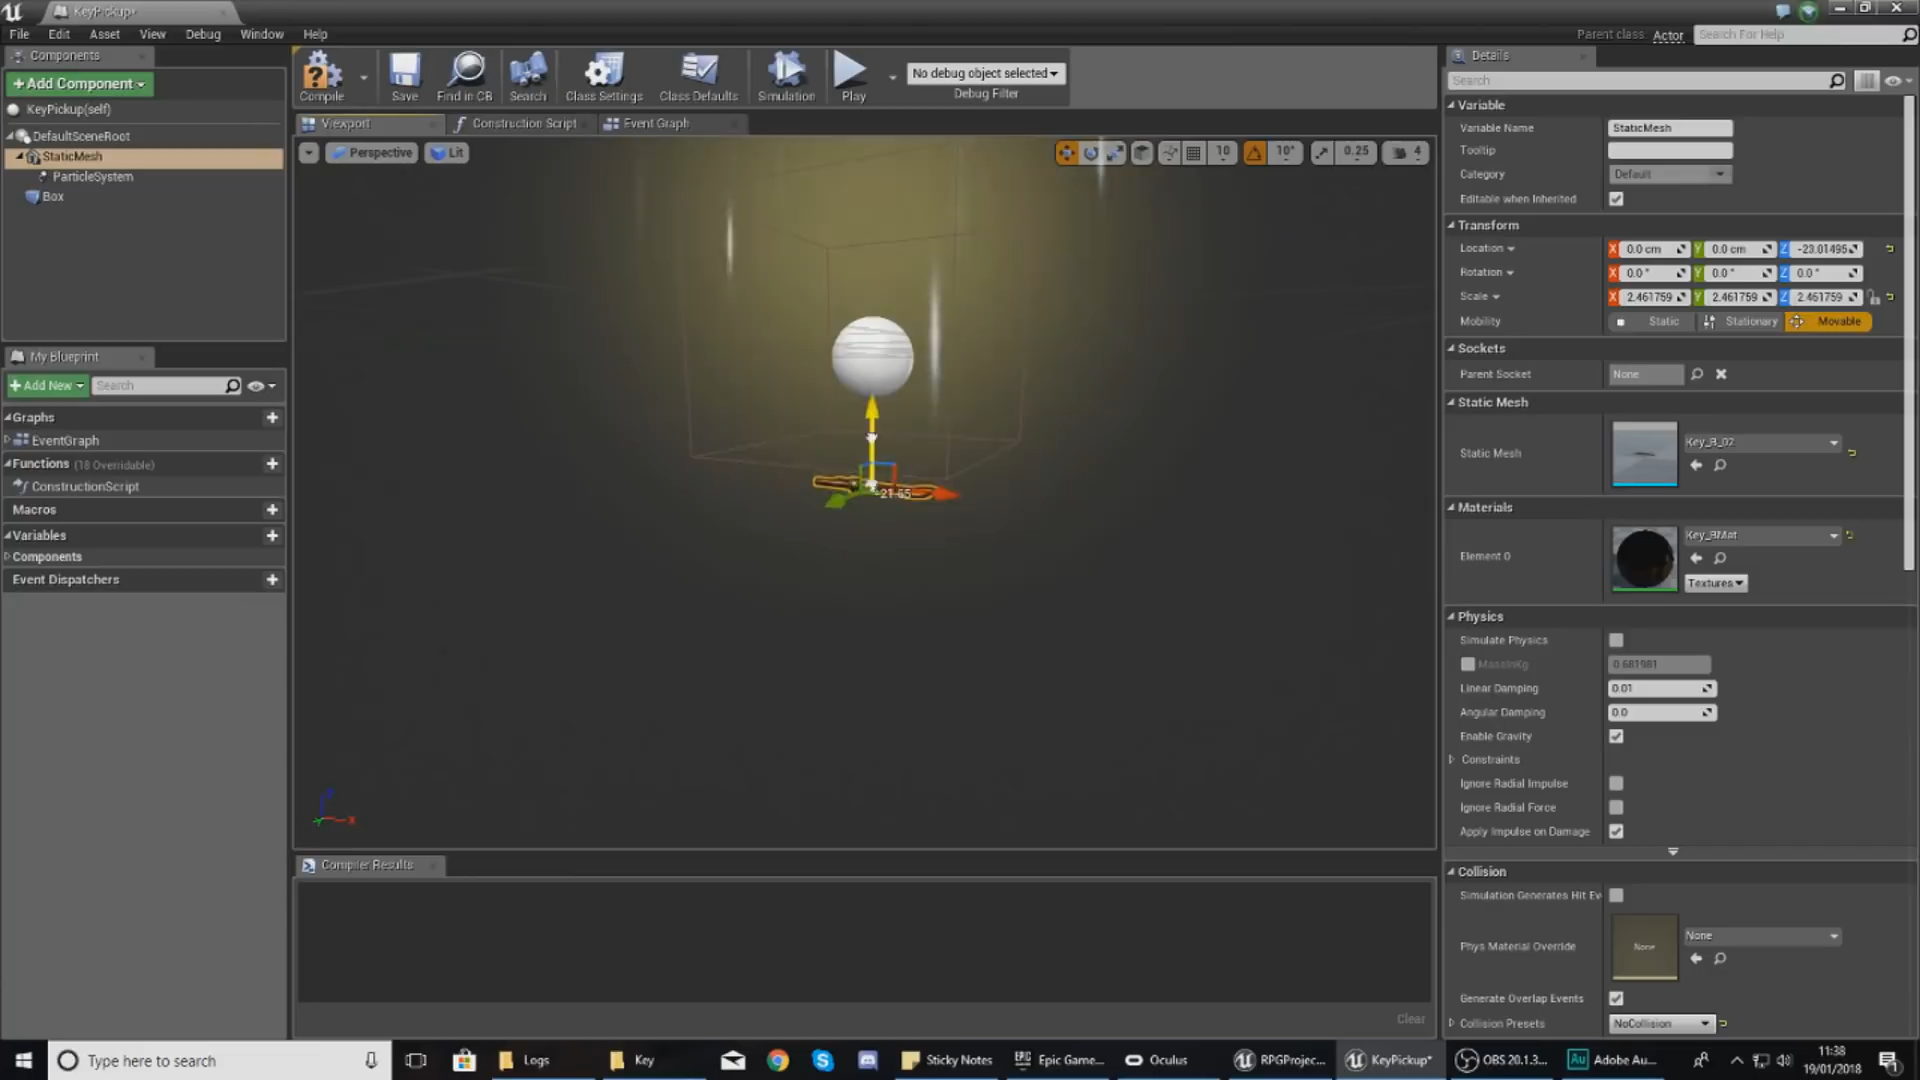 KeyPickup*
File Edit Asset View Debug Window Help
Parent class: Actor
Search For Help
Components
+Add Component
KeyPickup(self)
DefaultSceneRoot
StaticMesh
ParticleSystem
Box
My Blueprint
+Add New
Search
Graphs
EventGraph
Functions (18 Overridable)
ConstructionScript
Macros
Variables
Components
Event Dispatchers
Compile
Save
Find in CB
Search
Class Settings
Class Defaults
Simulation
Play
No debug object selected
Debug Filter
Viewport
Construction Script
Event Graph
Perspective
Lit
10
10°
0.25
4
-21.65
X
Compiler Results
Clear
Details
Search
Variable
Variable Name StaticMesh
Tooltip
Category Default
Editable when Inherited
Transform
Location X 0.0 cm Y 0.0 cm Z -23.01495
Rotation X 0.0° Y 0.0° Z 0.0°
Scale X 2.461759 Y 2.461759 Z 2.461759
Mobility Static Stationary Movable
Sockets
Parent Socket None
Static Mesh
Static Mesh Key_B_02
Materials
Element 0 Key_BMat
Textures
Physics
Simulate Physics
MassInKg 0.681981
Linear Damping 0.01
Angular Damping 0.0
Enable Gravity
Constraints
Ignore Radial Impulse
Ignore Radial Force
Apply Impulse on Damage
Collision
Simulation Generates Hit Ev
Phys Material Override None None
Generate Overlap Events
Collision Presets NoCollision
Type here to search
Logs
Key
Sticky Notes
Epic Game...
Oculus
RPGProjec...
KeyPickup*
OBS 20.1.3...
Au Adobe Au...
11:38
19/01/2018